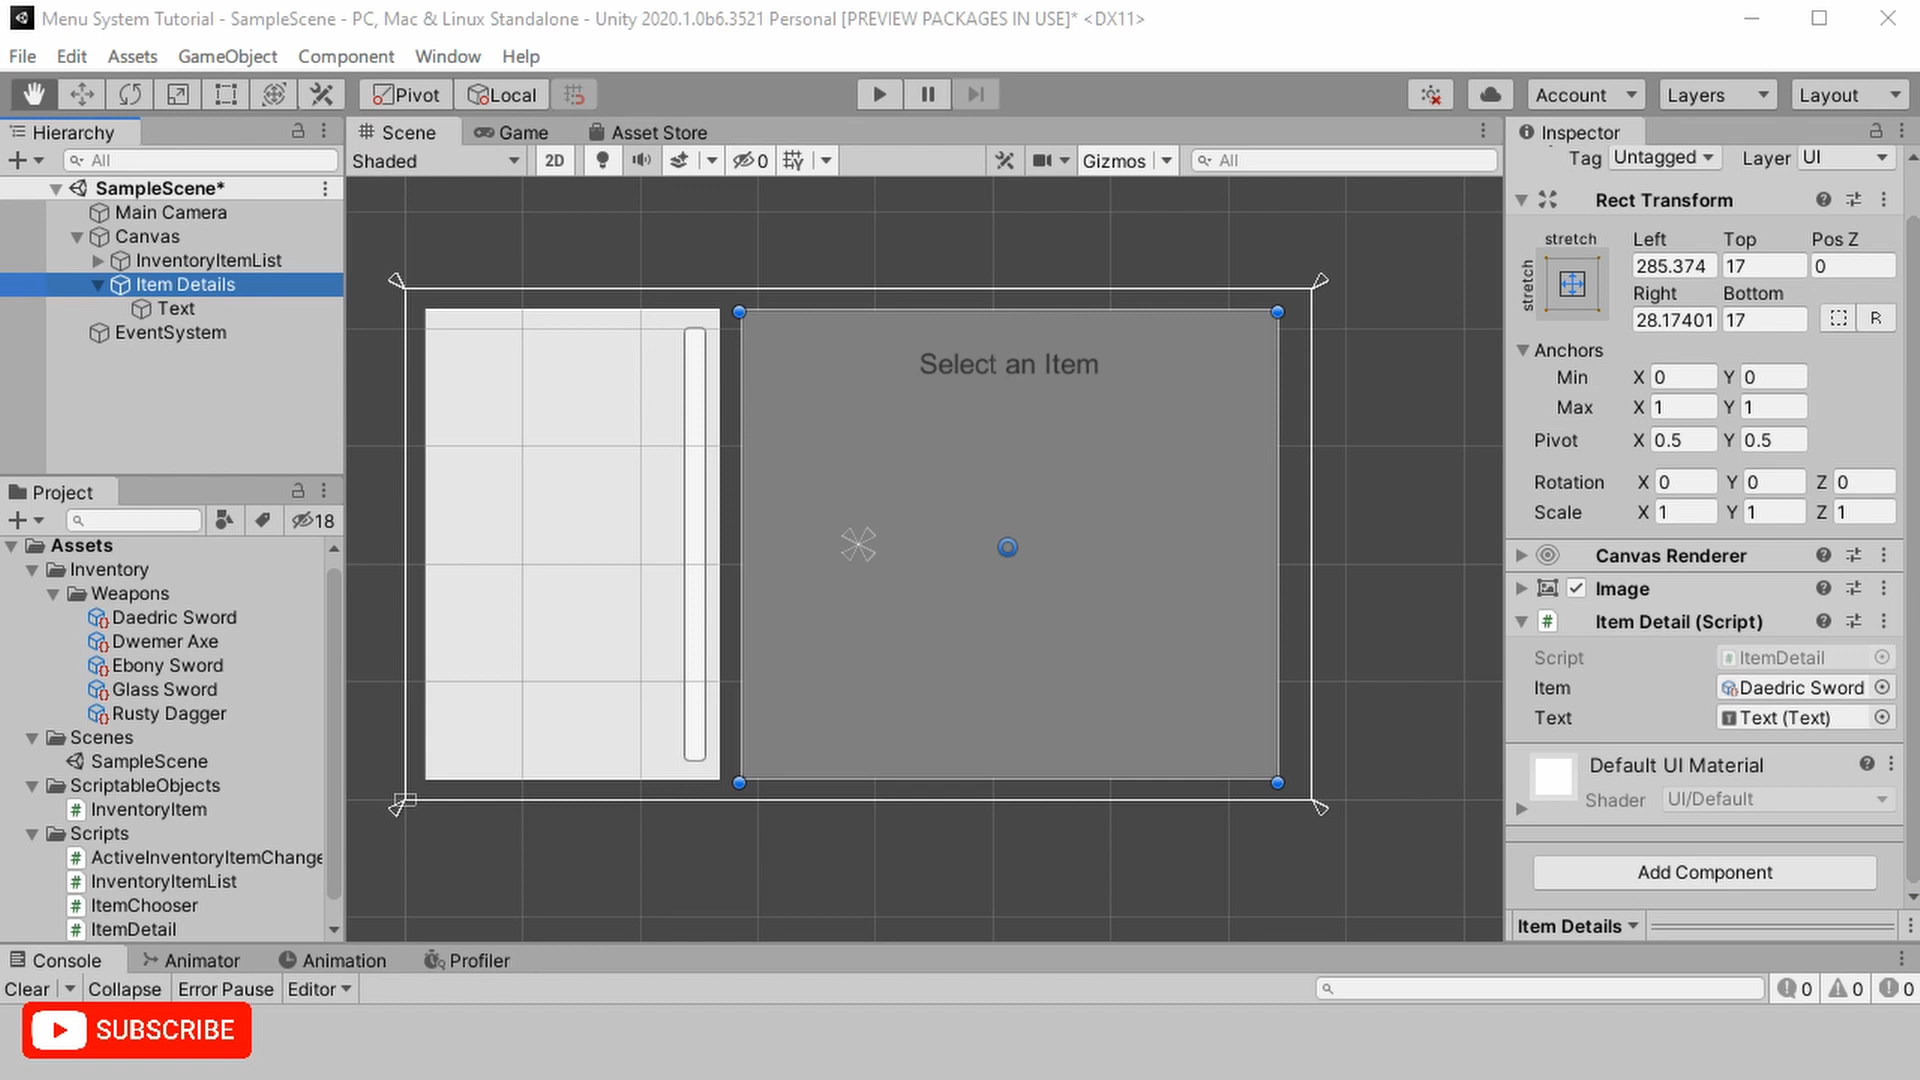 Menu System Tutorial - SampleScene - PC, Mac & Linux Standalone - Unity 2020.1.0b6.3521 Personal [PREVIEW PACKAGES IN USE]* <DX11>
File Edit Assets GameObject Component Window Help
Pivot Local Account Layers Layout
Hierarchy
All
SampleScene*
Main Camera
Canvas
InventoryItemList
Item Details
Text
EventSystem
Project
18
Assets
Inventory
Weapons
Daedric Sword
Dwemer Axe
Ebony Sword
Glass Sword
Rusty Dagger
Scenes
SampleScene
ScriptableObjects
InventoryItem
Scripts
ActiveInventoryItemChange
InventoryItemList
ItemChooser
ItemDetail
Scene Game Asset Store
Shaded 2D 0 Gizmos All
Select an Item
Inspector
Tag Untagged Layer UI
Rect Transform
stretch
stretch
Left Top Pos Z
285.374 17 0
Right Bottom
28.17401 17 R
Anchors
Min X 0 Y 0
Max X 1 Y 1
Pivot X 0.5 Y 0.5
Rotation X 0 Y 0 Z 0
Scale X 1 Y 1 Z 1
Canvas Renderer
Image
Item Detail (Script)
Script ItemDetail
Item Daedric Sword
Text Text (Text)
Default UI Material
Shader UI/Default
Add Component
Item Details
Console Animator Animation Profiler
Clear Collapse Error Pause Editor 0 0 0
SUBSCRIBE